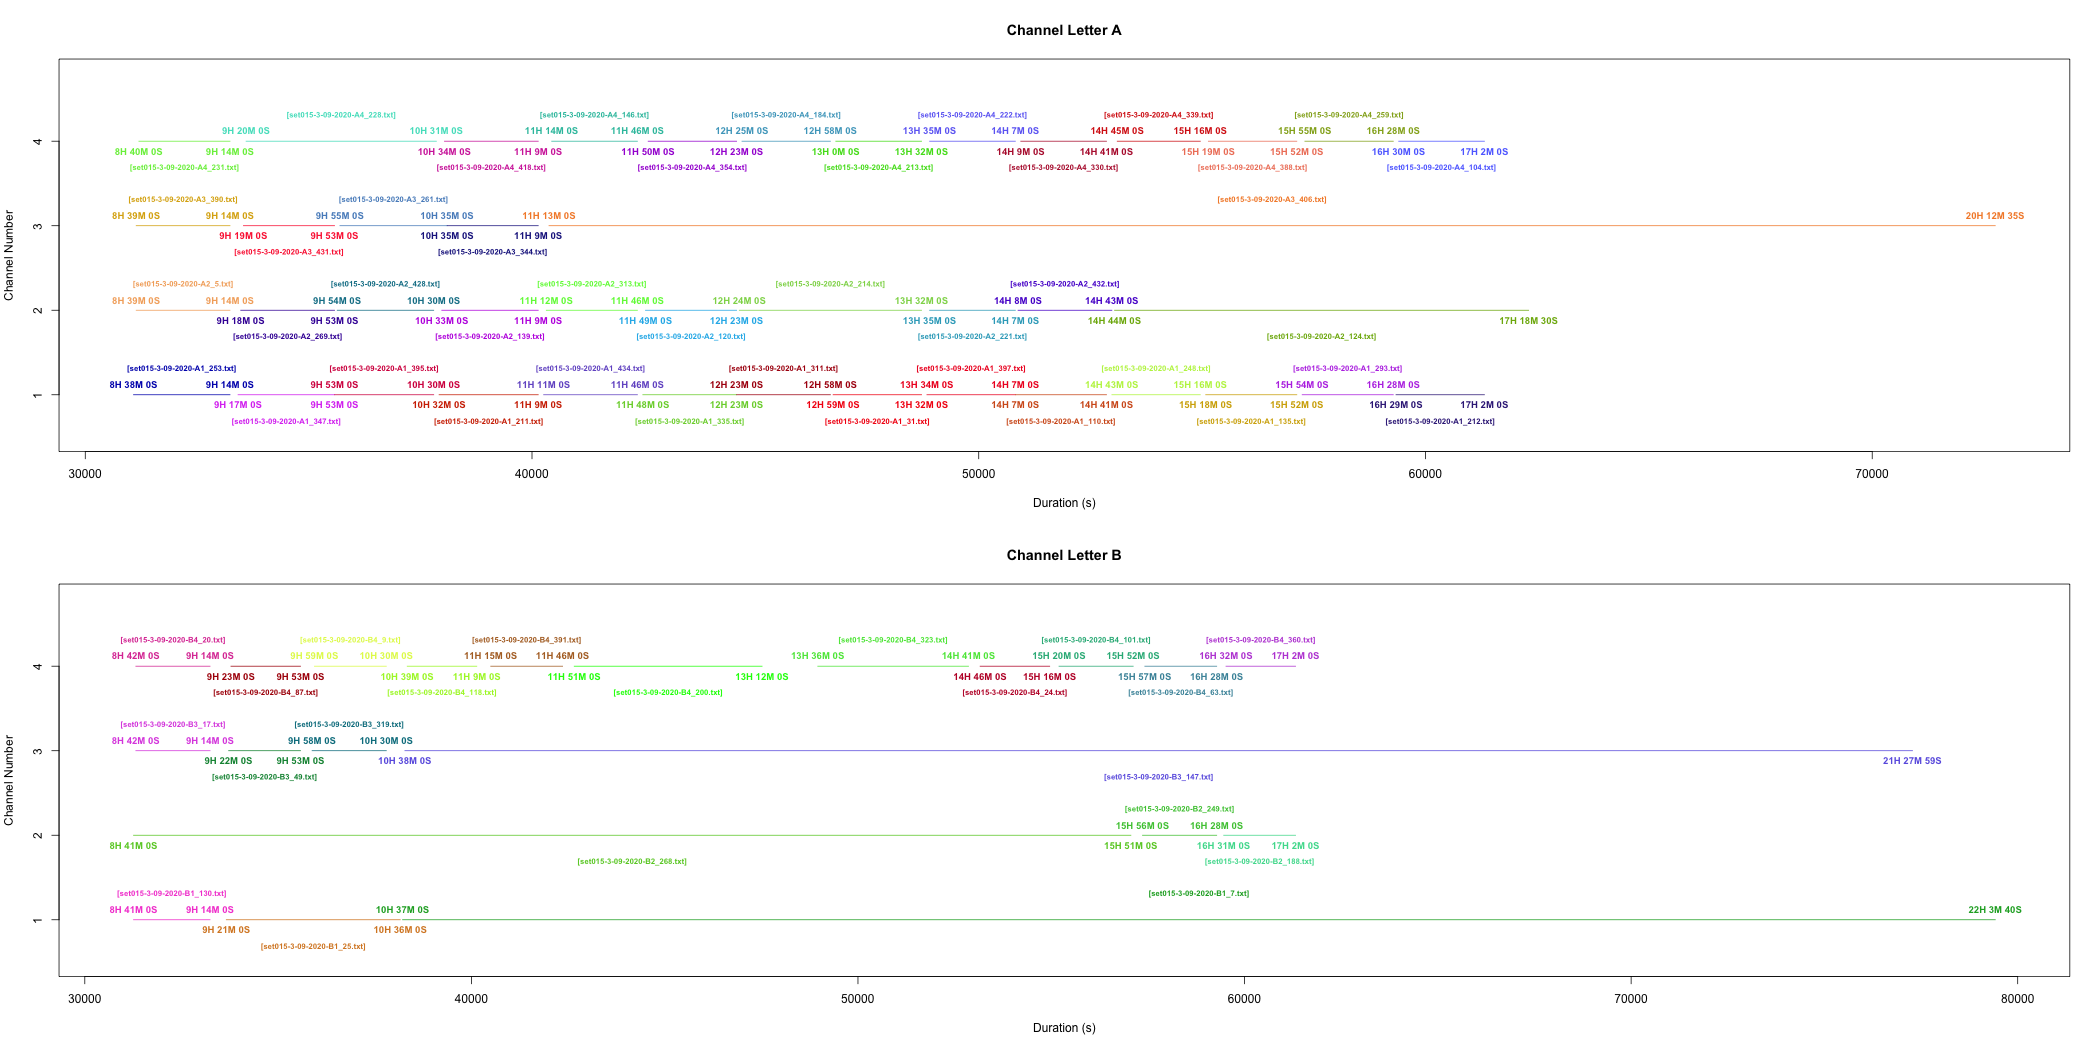 Channel Letter A
[set015-3-09-2020-A4_228.txt] [set015-3-09-2020-A4_146.txt] [set015-3-09-2020-A4_184.txt] [set015-3-09-2020-A4_222.txt] [set015-3-09-2020-A4_339.txt] [set015-3-09-2020-A4_259.txt]
9H 20M 0S 10H 31M 0S 11H 14M 0S 11H 46M 0S 12H 25M 0S 12H 58M 0S 13H 35M 0S 14H 7M 0S 14H 45M 0S 15H 16M 0S 15H 55M 0S 16H 28M 0S
4
8H 40M 0S 9H 14M 0S 10H 34M 0S 11H 9M 0S 11H 50M 0S 12H 23M 0S 13H 0M 0S 13H 32M 0S 14H 9M 0S 14H 41M 0S 15H 19M 0S 15H 52M 0S 16H 30M 0S 17H 2M 0S
[set015-3-09-2020-A4_231.txt] [set015-3-09-2020-A4_418.txt] [set015-3-09-2020-A4_354.txt] [set015-3-09-2020-A4_213.txt] [set015-3-09-2020-A4_330.txt] [set015-3-09-2020-A4_388.txt] [set015-3-09-2020-A4_104.txt]
[set015-3-09-2020-A3_390.txt] [set015-3-09-2020-A3_261.txt] [set015-3-09-2020-A3_406.txt]
8H 39M 0S 9H 14M 0S 9H 55M 0S 10H 35M 0S 11H 13M 0S 20H 12M 35S
3
9H 19M 0S 9H 53M 0S 10H 35M 0S 11H 9M 0S
[set015-3-09-2020-A3_431.txt] [set015-3-09-2020-A3_344.txt]
[set015-3-09-2020-A2_5.txt] [set015-3-09-2020-A2_428.txt] [set015-3-09-2020-A2_313.txt] [set015-3-09-2020-A2_214.txt] [set015-3-09-2020-A2_432.txt]
8H 39M 0S 9H 14M 0S 9H 54M 0S 10H 30M 0S 11H 12M 0S 11H 46M 0S 12H 24M 0S 13H 32M 0S 14H 8M 0S 14H 43M 0S
2
9H 18M 0S 9H 53M 0S 10H 33M 0S 11H 9M 0S 11H 49M 0S 12H 23M 0S 13H 35M 0S 14H 7M 0S 14H 44M 0S 17H 18M 30S
[set015-3-09-2020-A2_269.txt] [set015-3-09-2020-A2_139.txt] [set015-3-09-2020-A2_120.txt] [set015-3-09-2020-A2_221.txt] [set015-3-09-2020-A2_124.txt]
[set015-3-09-2020-A1_253.txt] [set015-3-09-2020-A1_395.txt] [set015-3-09-2020-A1_434.txt] [set015-3-09-2020-A1_311.txt] [set015-3-09-2020-A1_397.txt] [set015-3-09-2020-A1_248.txt] [set015-3-09-2020-A1_293.txt]
8H 38M 0S 9H 14M 0S 9H 53M 0S 10H 30M 0S 11H 11M 0S 11H 46M 0S 12H 23M 0S 12H 58M 0S 13H 34M 0S 14H 7M 0S 14H 43M 0S 15H 16M 0S 15H 54M 0S 16H 28M 0S
1
9H 17M 0S 9H 53M 0S 10H 32M 0S 11H 9M 0S 11H 48M 0S 12H 23M 0S 12H 59M 0S 13H 32M 0S 14H 7M 0S 14H 41M 0S 15H 18M 0S 15H 52M 0S 16H 29M 0S 17H 2M 0S
[set015-3-09-2020-A1_347.txt] [set015-3-09-2020-A1_211.txt] [set015-3-09-2020-A1_335.txt] [set015-3-09-2020-A1_31.txt] [set015-3-09-2020-A1_110.txt] [set015-3-09-2020-A1_135.txt] [set015-3-09-2020-A1_212.txt]
Channel Number
30000 40000 50000 60000 70000
Duration (s)
Channel Letter B
[set015-3-09-2020-B4_20.txt] [set015-3-09-2020-B4_9.txt] [set015-3-09-2020-B4_391.txt] [set015-3-09-2020-B4_323.txt] [set015-3-09-2020-B4_101.txt] [set015-3-09-2020-B4_360.txt]
8H 42M 0S 9H 14M 0S 9H 59M 0S 10H 30M 0S 11H 15M 0S 11H 46M 0S 13H 36M 0S 14H 41M 0S 15H 20M 0S 15H 52M 0S 16H 32M 0S 17H 2M 0S
4
9H 23M 0S 9H 53M 0S 10H 39M 0S 11H 9M 0S 11H 51M 0S 13H 12M 0S 14H 46M 0S 15H 16M 0S 15H 57M 0S 16H 28M 0S
[set015-3-09-2020-B4_87.txt] [set015-3-09-2020-B4_118.txt] [set015-3-09-2020-B4_200.txt] [set015-3-09-2020-B4_24.txt] [set015-3-09-2020-B4_63.txt]
[set015-3-09-2020-B3_17.txt] [set015-3-09-2020-B3_319.txt]
8H 42M 0S 9H 14M 0S 9H 58M 0S 10H 30M 0S
3
9H 22M 0S 9H 53M 0S 10H 38M 0S 21H 27M 59S
[set015-3-09-2020-B3_49.txt] [set015-3-09-2020-B3_147.txt]
[set015-3-09-2020-B2_249.txt]
15H 56M 0S 16H 28M 0S
2
8H 41M 0S 15H 51M 0S 16H 31M 0S 17H 2M 0S
[set015-3-09-2020-B2_268.txt] [set015-3-09-2020-B2_188.txt]
[set015-3-09-2020-B1_130.txt] [set015-3-09-2020-B1_7.txt]
8H 41M 0S 9H 14M 0S 10H 37M 0S 22H 3M 40S
1
9H 21M 0S 10H 36M 0S
[set015-3-09-2020-B1_25.txt]
Channel Number
30000 40000 50000 60000 70000 80000
Duration (s)